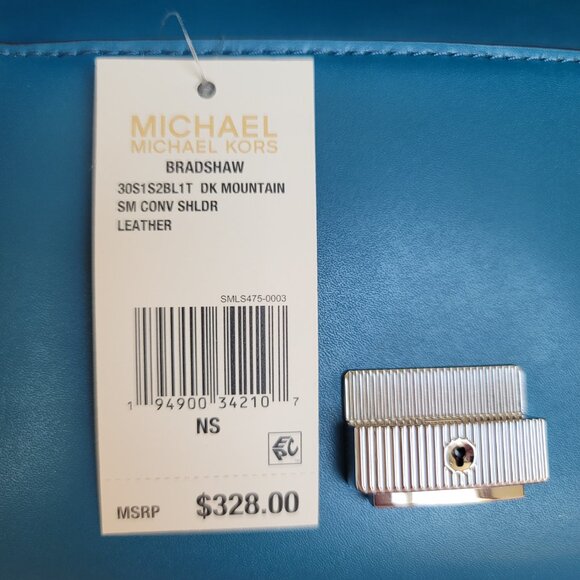 MICHAEL
MICHAEL KORS
BRADSHAW
30S1S2BL1T DK MOUNTAIN
SM CONV SHLDR
LEATHER
SMLS475-0003
1 94900 34210 7
NS
EPC
MSRP $328.00